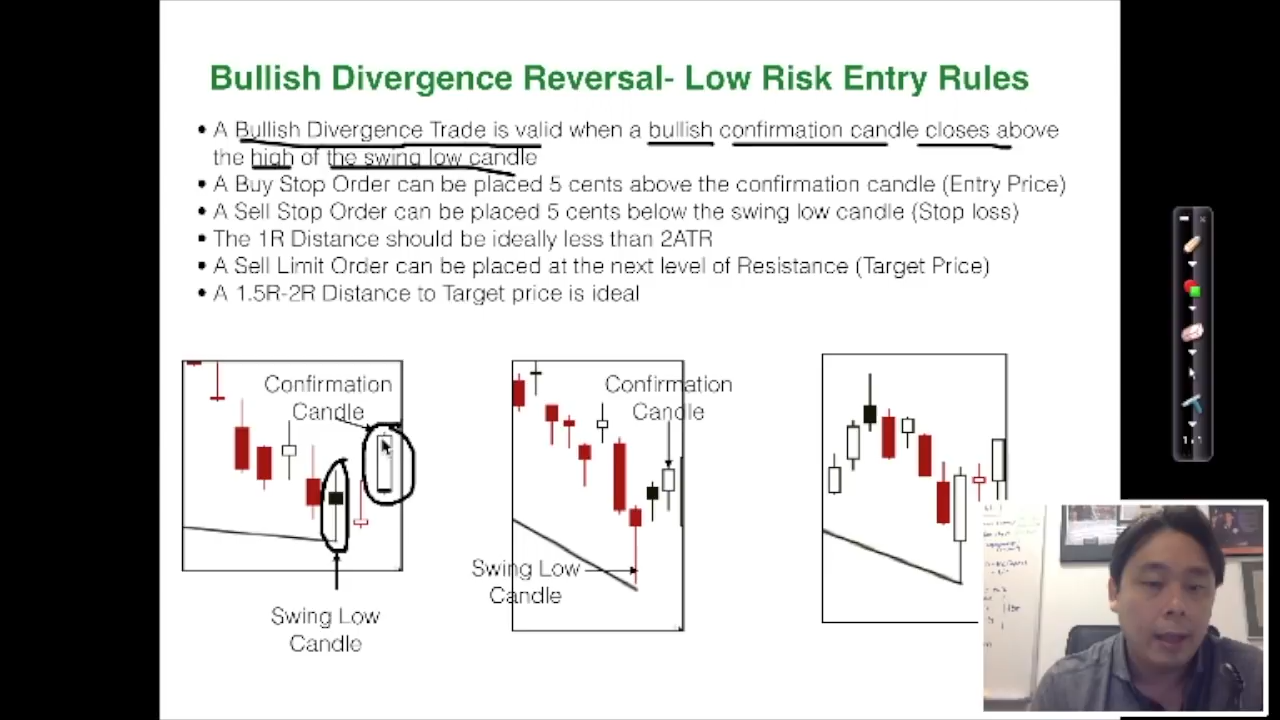 Bullish Divergence Reversal- Low Risk Entry Rules
• A Bullish Divergence Trade is valid when a bullish confirmation candle closes above
the high of the swing low candle
• A Buy Stop Order can be placed 5 cents above the confirmation candle (Entry Price)
• A Sell Stop Order can be placed 5 cents below the swing low candle (Stop loss)
• The 1R Distance should be ideally less than 2ATR
• A Sell Limit Order can be placed at the next level of Resistance (Target Price)
• A 1.5R-2R Distance to Target price is ideal
Confirmation
Candle
Swing Low
Candle
Confirmation
Candle
Swing Low
Candle